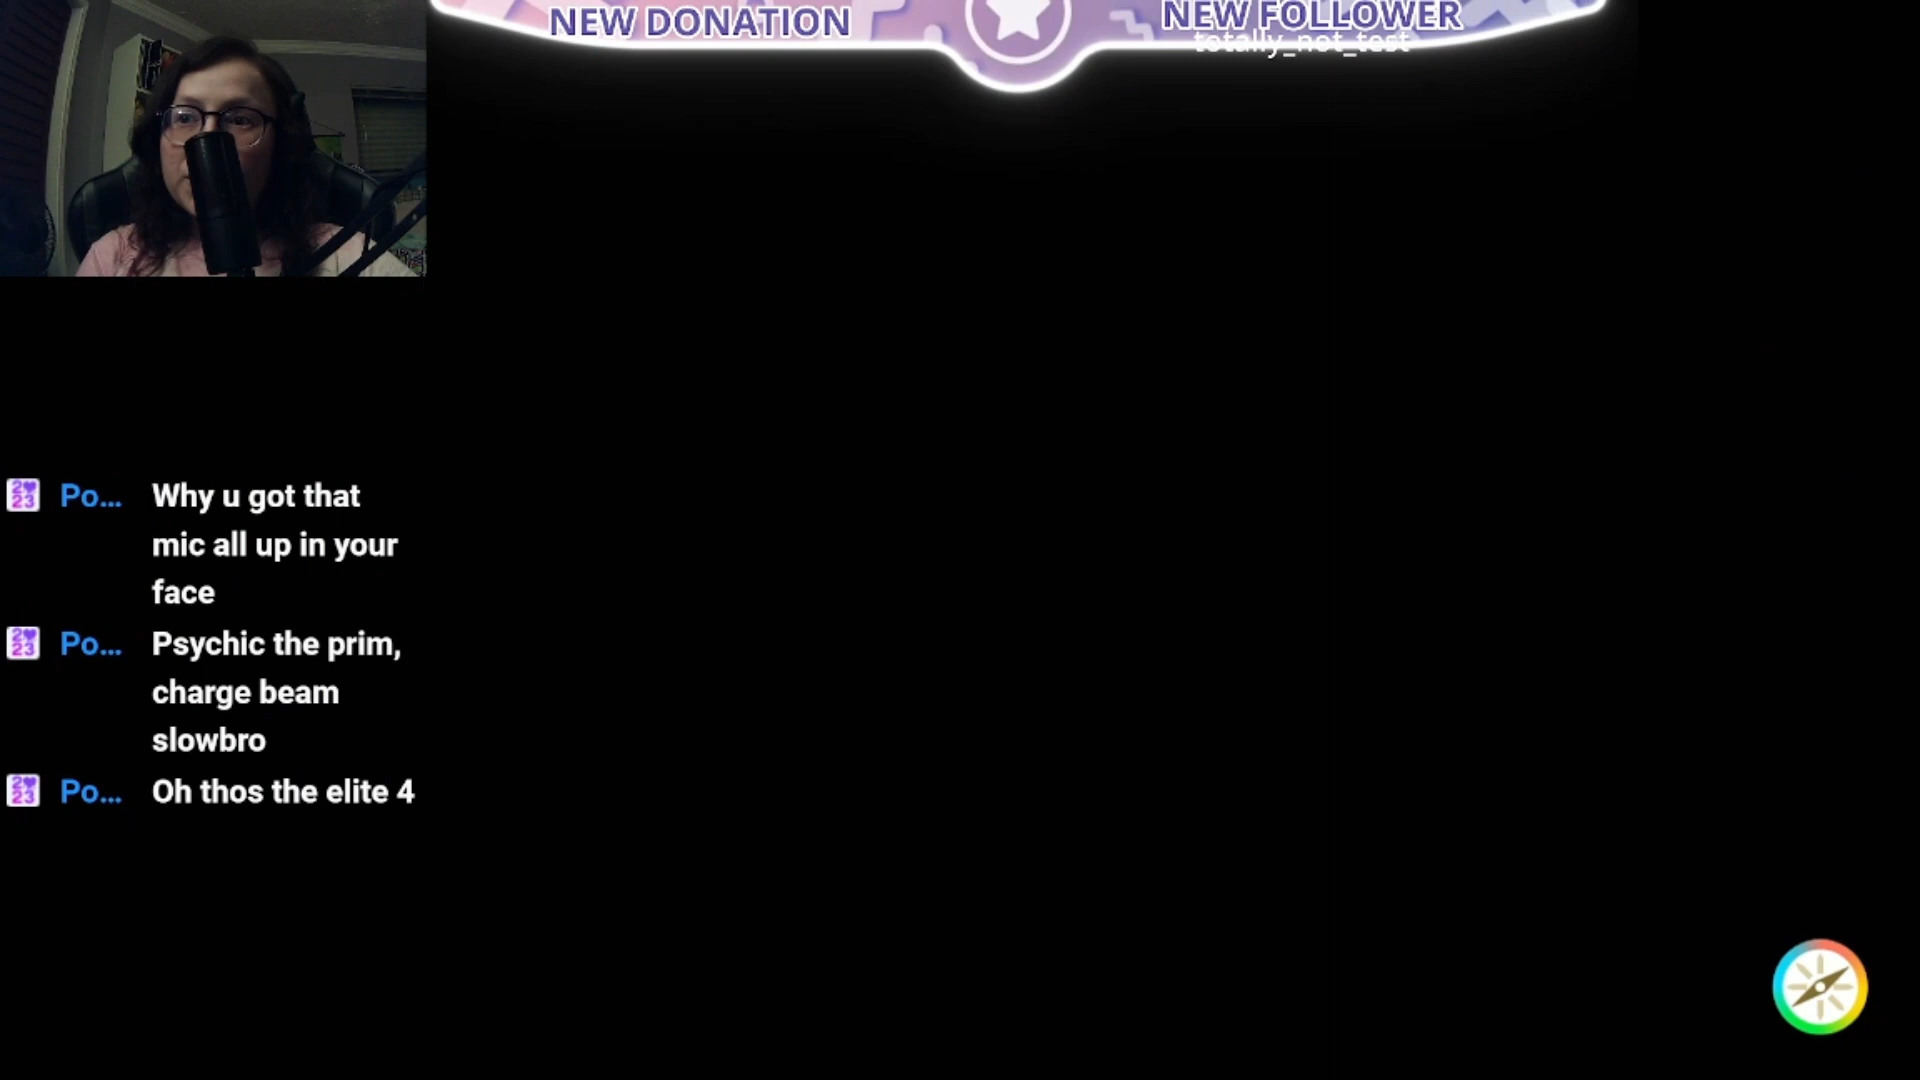 NEW DONATION
NEW FOLLOWER
totally_not_test
Po... Why u got that
mic all up in your
face
Po... Psychic the prim,
charge beam
slowbro
Po... Oh thos the elite 4